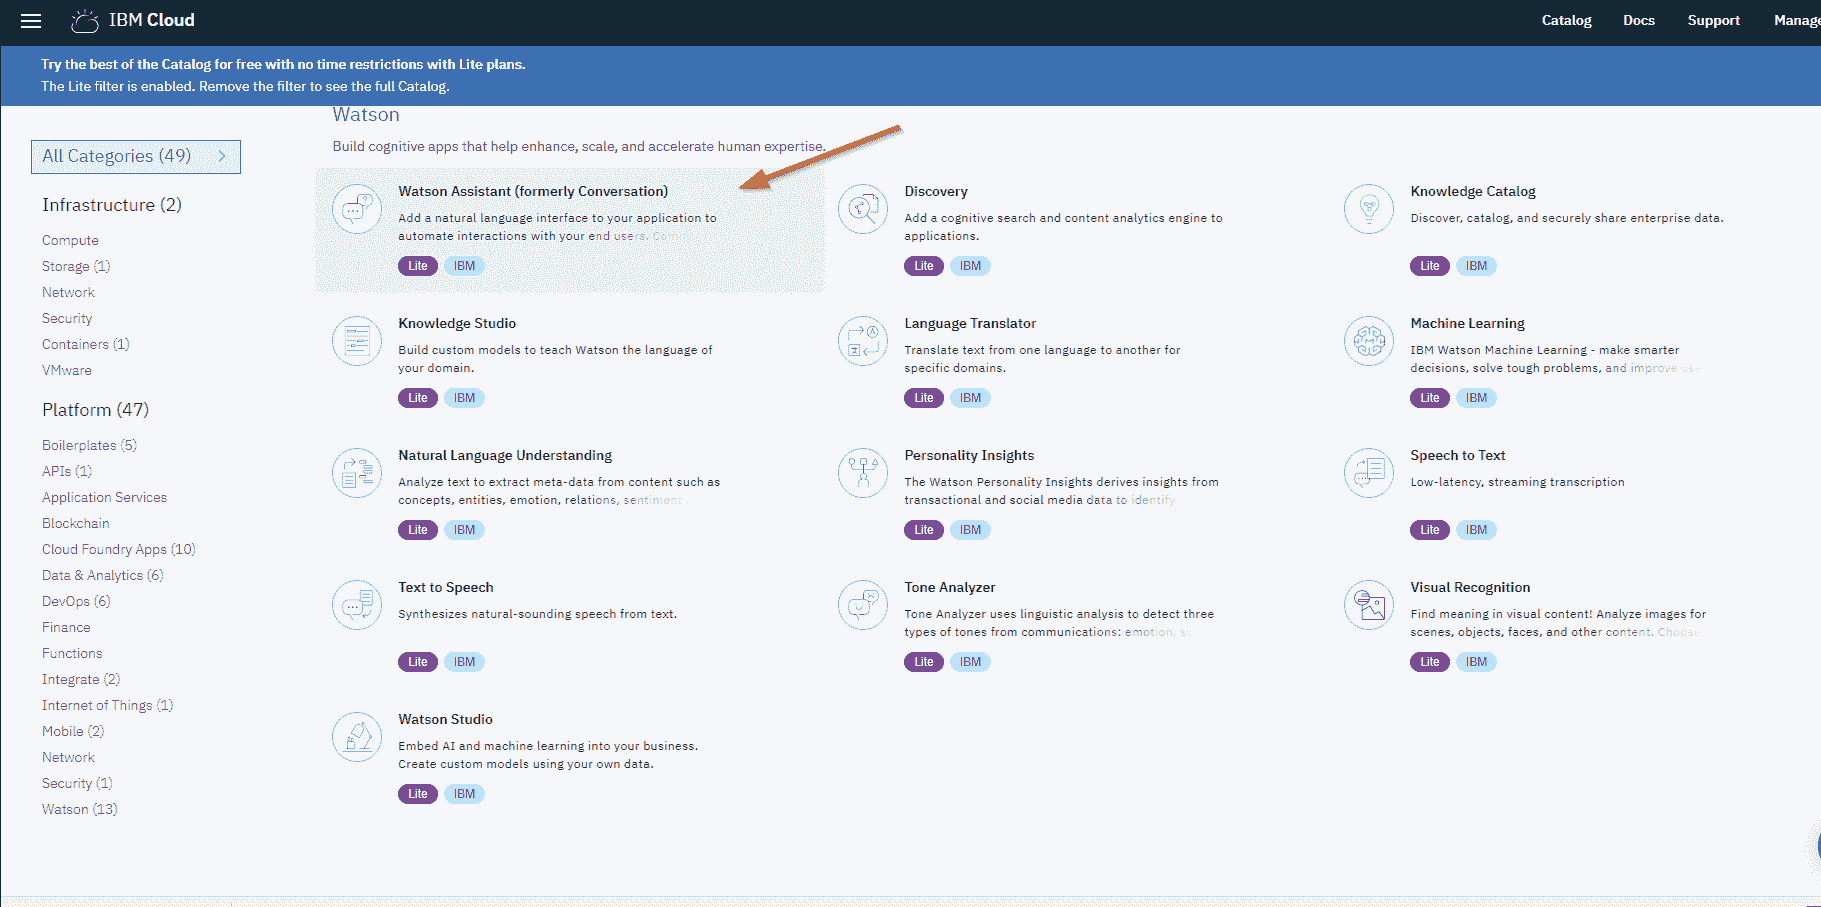 IBM Cloud
Catalog
Docs
Support
Manage
Try the best of the Catalog for free with no time restrictions with Lite plans.
The Lite filter is enabled. Remove the filter to see the full Catalog.
All Categories (49)
Infrastructure (2)
Compute
Storage (1)
Network
Security
Containers (1)
VMware
Platform (47)
Boilerplates (5)
APIs (1)
Application Services
Blockchain
Cloud Foundry Apps (10)
Data & Analytics (6)
DevOps (6)
Finance
Functions
Integrate (2)
Internet of Things (1)
Mobile (2)
Network
Security (1)
Watson (13)
Watson
Build cognitive apps that help enhance, scale, and accelerate human expertise.
Watson Assistant (formerly Conversation)
Add a natural language interface to your application to
automate interactions with your end users.
Lite IBM
Discovery
Add a cognitive search and content analytics engine to
applications.
Lite IBM
Knowledge Catalog
Discover, catalog, and securely share enterprise data.
Lite IBM
Knowledge Studio
Build custom models to teach Watson the language of
your domain.
Lite IBM
Language Translator
Translate text from one language to another for
specific domains.
Lite IBM
Machine Learning
IBM Watson Machine Learning - make smarter
decisions, solve tough problems, and improve
Lite IBM
Natural Language Understanding
Analyze text to extract meta-data from content such as
concepts, entities, emotion, relations, sentiment
Lite IBM
Personality Insights
The Watson Personality Insights derives insights from
transactional and social media data to identify
Lite IBM
Speech to Text
Low-latency, streaming transcription
Lite IBM
Text to Speech
Synthesizes natural-sounding speech from text.
Lite IBM
Tone Analyzer
Tone Analyzer uses linguistic analysis to detect three
types of tones from communications: emotion,
Lite IBM
Visual Recognition
Find meaning in visual content! Analyze images for
scenes, objects, faces, and other content. Choose
Lite IBM
Watson Studio
Embed AI and machine learning into your business.
Create custom models using your own data.
Lite IBM